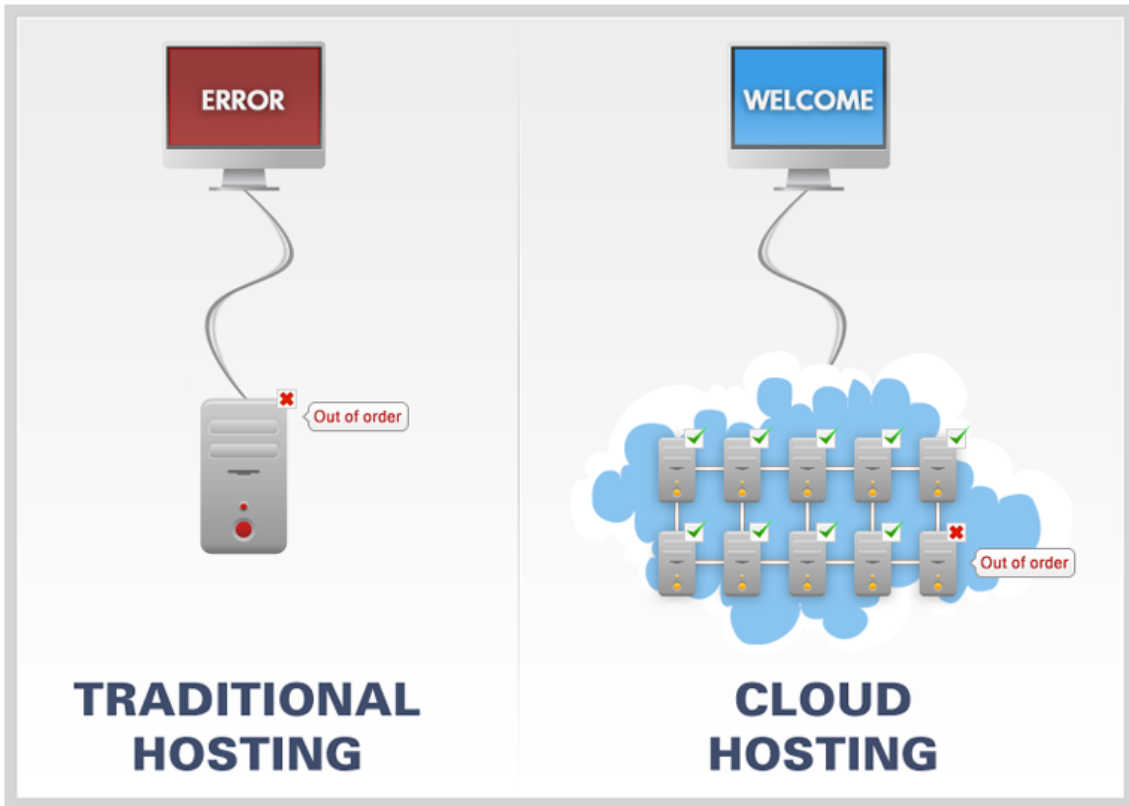 ERROR
Out of order
TRADITIONAL
HOSTING
WELCOME
Out of order
CLOUD
HOSTING